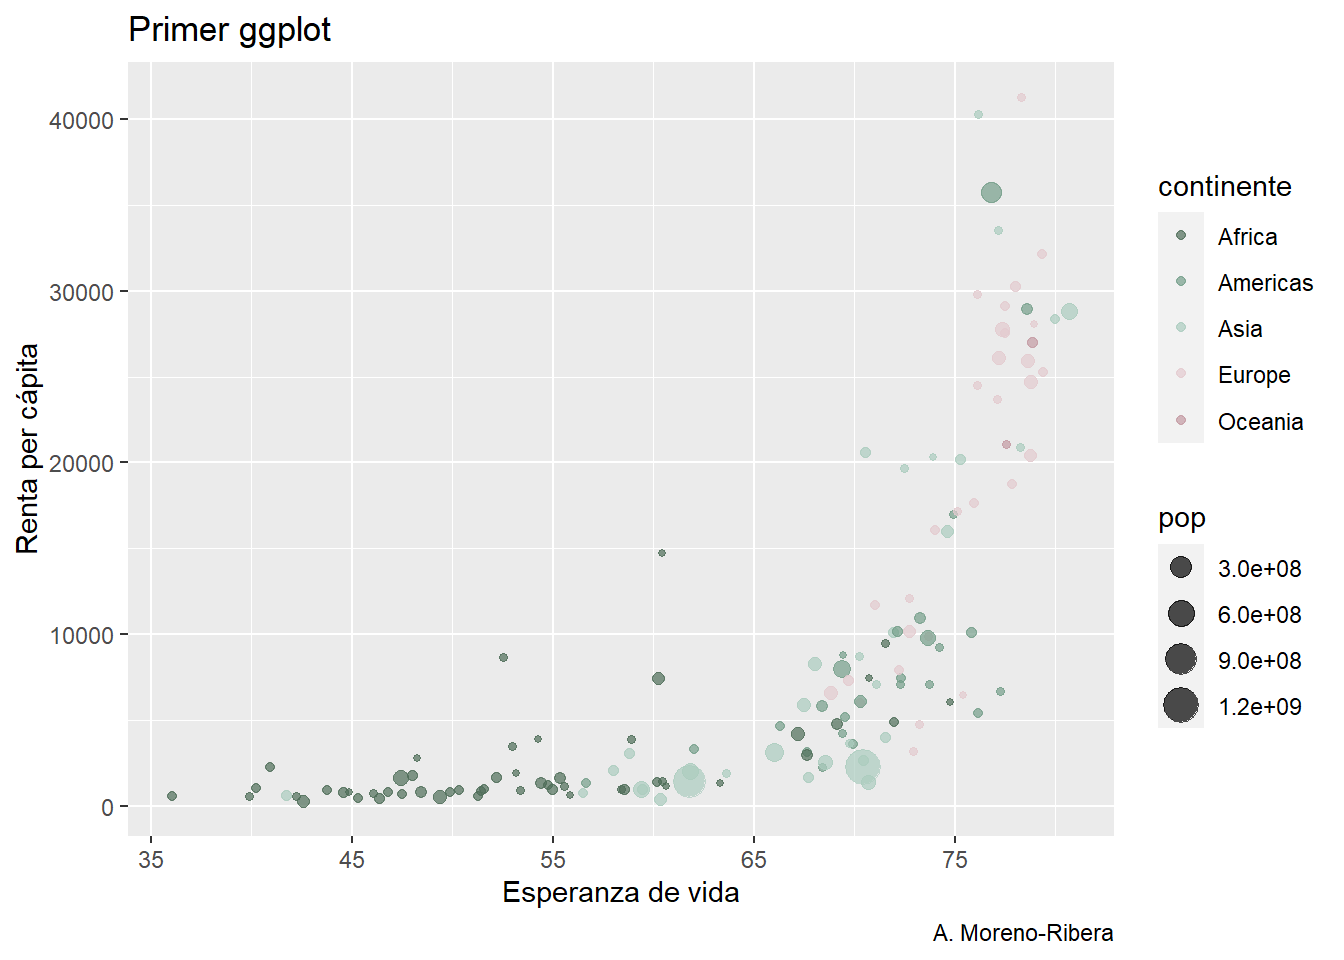 Primer ggplot
Renta per cápita
40000
30000
20000
10000
0
35
45
55
65
75
Esperanza de vida
continente
Africa
Americas
Asia
Europe
Oceania
pop
3.0e+08
6.0e+08
9.0e+08
1.2e+09
A. Moreno-Ribera